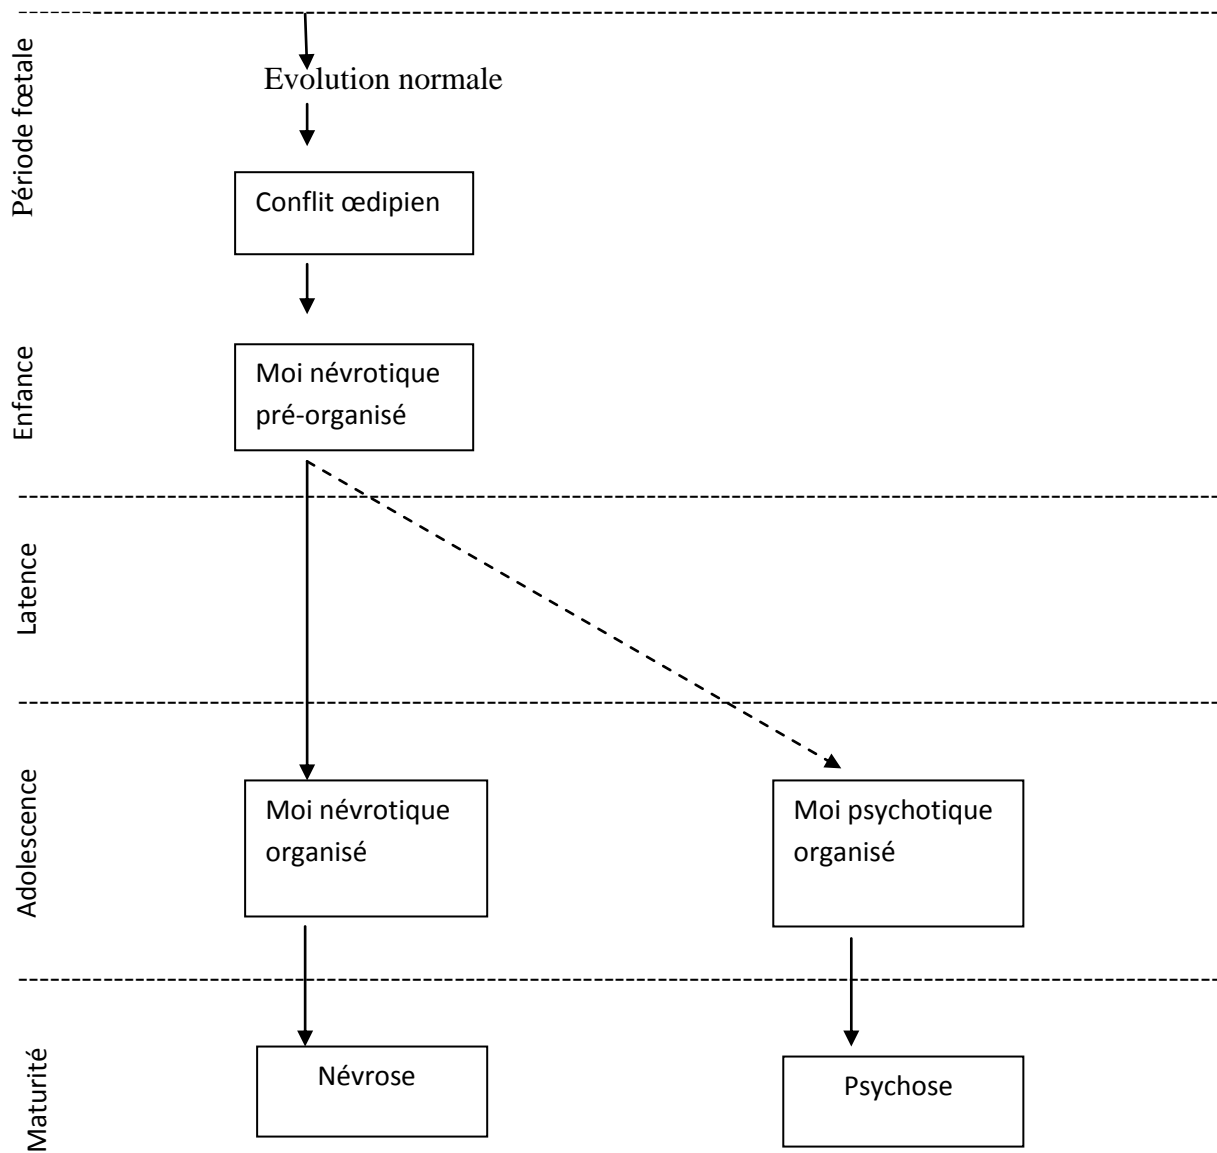 Période fœtale
Evolution normale
Conflit œdipien
Enfance
Moi névrotique
pré-organisé
Latence
Adolescence
Moi névrotique
organisé
Moi psychotique
organisé
Maturité
Névrose
Psychose